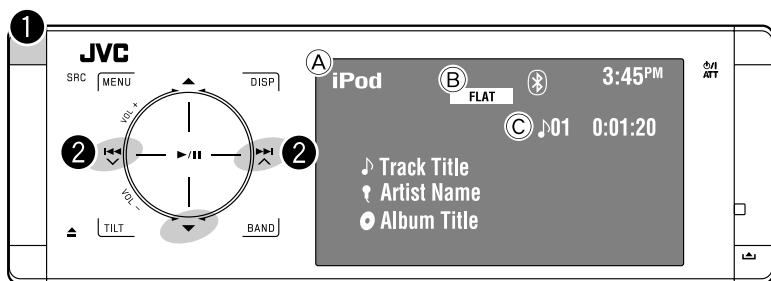 1
JVC
SRC MENU DISP
VOL +
2 2
VOL –
TILT BAND
A iPod
B FLAT
3:45PM
C 01 0:01:20
Track Title
Artist Name
Album Title
/I
ATT